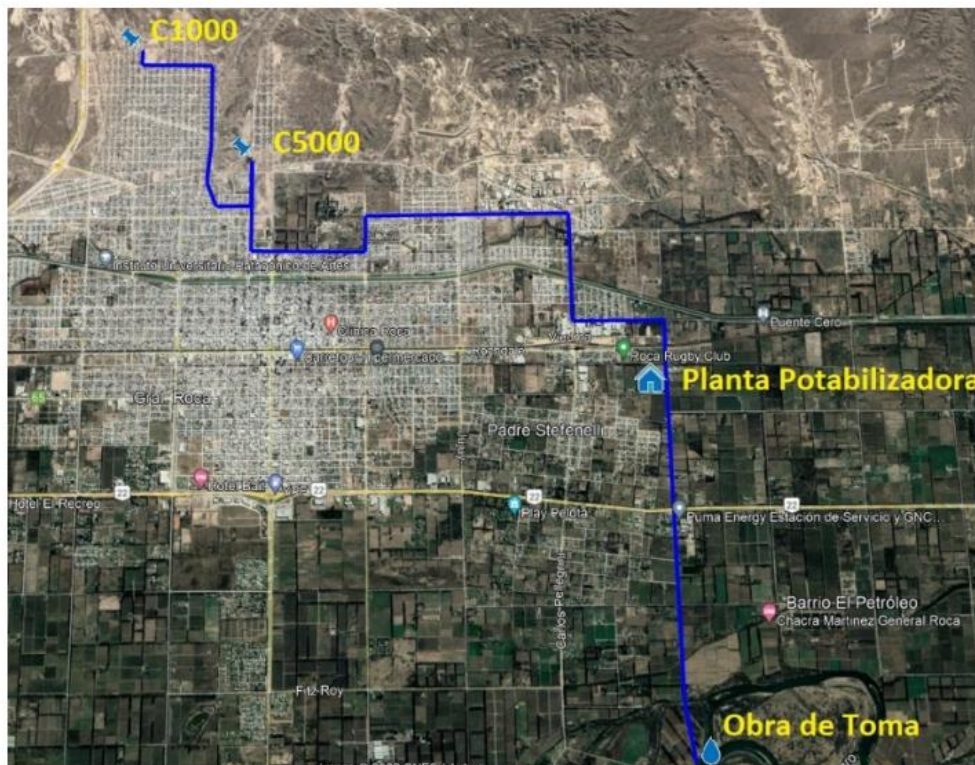 C1000
C5000
Instituto Universitario Patagónico de Artes
Puente Cero
Clínica Roca
Roca Rugby Club
Planta Potabilizadora
65
Gral. Roca
Padre Stefenelli
22
22
22
Hotel El Recreo
Play Pelota
Puma Energy Estación de Servicio y GNC...
Barrio El Petróleo
Chacra Martinez General Roca
Fitz Roy
Obra de Toma